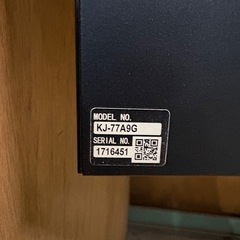 MODEL NO.
KJ-77A9G
SERIAL NO.
1716451